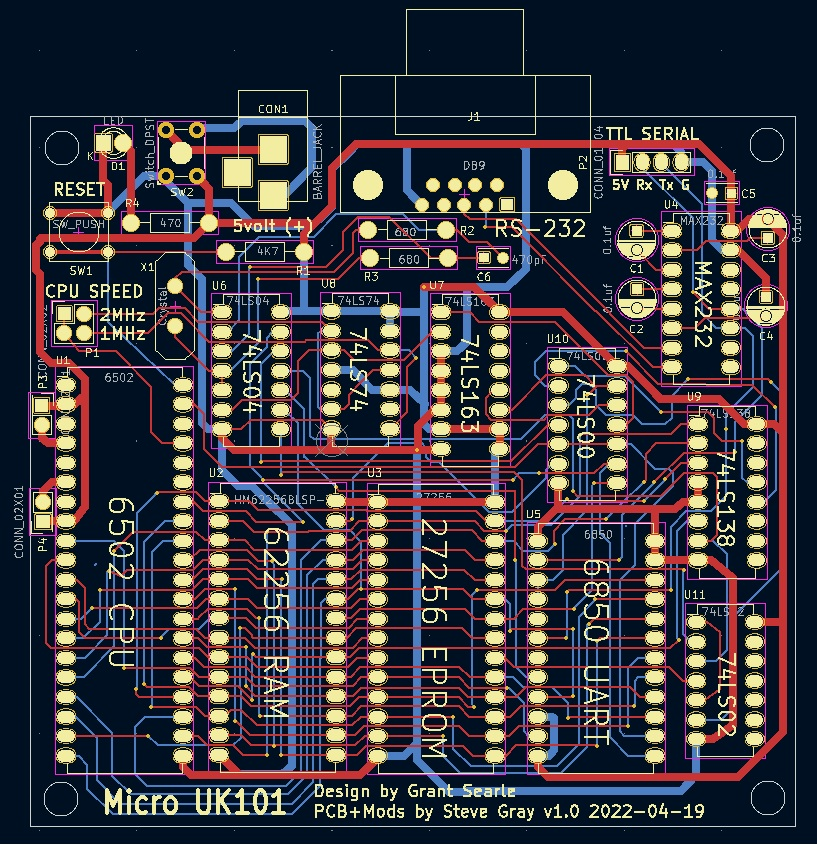 J1
CON1
BARREL_JACK
LED
K
D1
Switch_DPST
SW2
DB9
P2
CONN_01X04
TTL SERIAL
5V Rx Tx G
0.1uf
C5
RESET
SW_PUSH
SW1
R4
470
5volt (+)
4K7
R1
680
R2
680
R3
RS-232
C6
470pf
0.1uf
C1
0.1uf
C2
U4
MAX232
MAX232
0.1uf
C3
C4
X1
Crystal
CPU SPEED
2MHz
1MHz
P1
U6
74LS04
74LS04
U8
74LS74
74LS74
U7
74LS163
74LS163
U10
74LS00
U9
74LS138
74LS138
U1
6502
6502 CPU
P3
CONN_02X01
P4
U2
HM62256BLSP-7
62256 RAM
U3
27256
27256 EPROM
U5
6850
6850 UART
U11
74LS02
Micro UK101
Design by Grant Searle
PCB+Mods by Steve Gray v1.0 2022-04-19